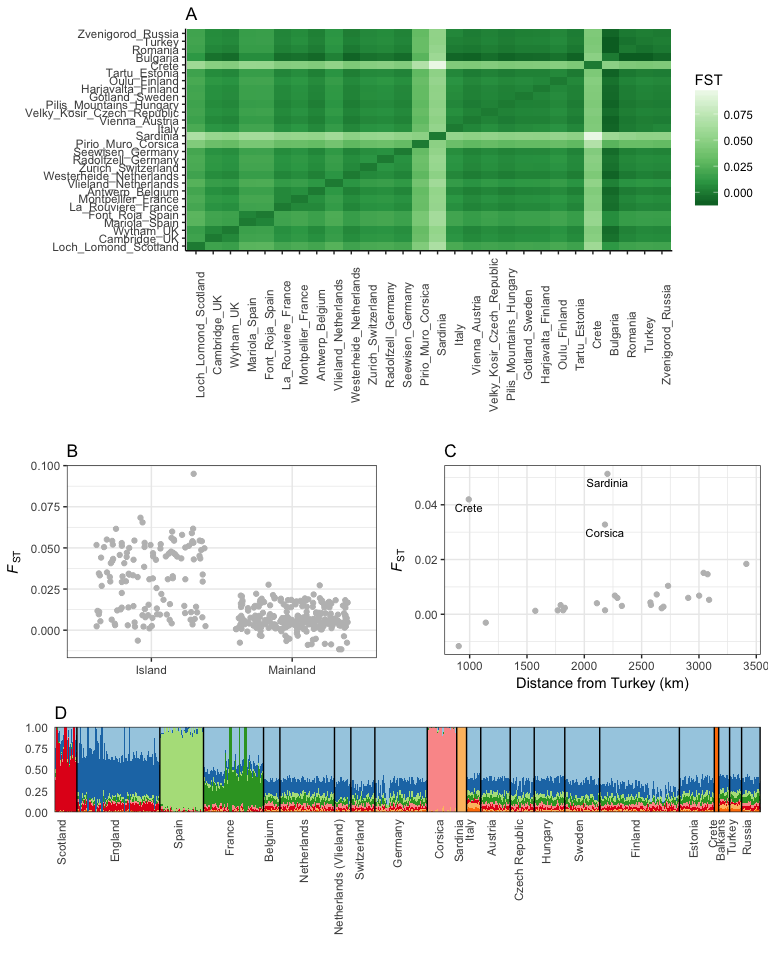 A
Zvenigorod_Russia
Turkey
Romania
Bulgaria
Crete
Tartu_Estonia
Oulu_Finland
Harjavalta_Finland
Gotland_Sweden
Pilis_Mountains_Hungary
Velky_Kosir_Czech_Republic
Vienna_Austria
Italy
Sardinia
Pirio_Muro_Corsica
Seewisen_Germany
Radolfzell_Germany
Zurich_Switzerland
Westerheide_Netherlands
Vlieland_Netherlands
Antwerp_Belgium
Montpellier_France
La_Rouviere_France
Font_Roja_Spain
Mariola_Spain
Wytham_UK
Cambridge_UK
Loch_Lomond_Scotland
Loch_Lomond_Scotland
Cambridge_UK
Wytham_UK
Mariola_Spain
Font_Roja_Spain
La_Rouviere_France
Montpellier_France
Antwerp_Belgium
Vlieland_Netherlands
Westerheide_Netherlands
Zurich_Switzerland
Radolfzell_Germany
Seewisen_Germany
Pirio_Muro_Corsica
Sardinia
Italy
Vienna_Austria
Velky_Kosir_Czech_Republic
Pilis_Mountains_Hungary
Gotland_Sweden
Harjavalta_Finland
Oulu_Finland
Tartu_Estonia
Crete
Bulgaria
Romania
Turkey
Zvenigorod_Russia
FST
0.075
0.050
0.025
0.000
B
0.100
0.075
0.050
0.025
0.000
FST
Island
Mainland
C
0.04
0.02
0.00
FST
Sardinia
Crete
Corsica
1000
1500
2000
2500
3000
3500
Distance from Turkey (km)
D
1.00
0.75
0.50
0.25
0.00
Scotland
England
Spain
France
Belgium
Netherlands
Netherlands (Vlieland)
Switzerland
Germany
Corsica
Sardinia
Italy
Austria
Czech Republic
Hungary
Sweden
Finland
Estonia
Crete
Balkans
Turkey
Russia